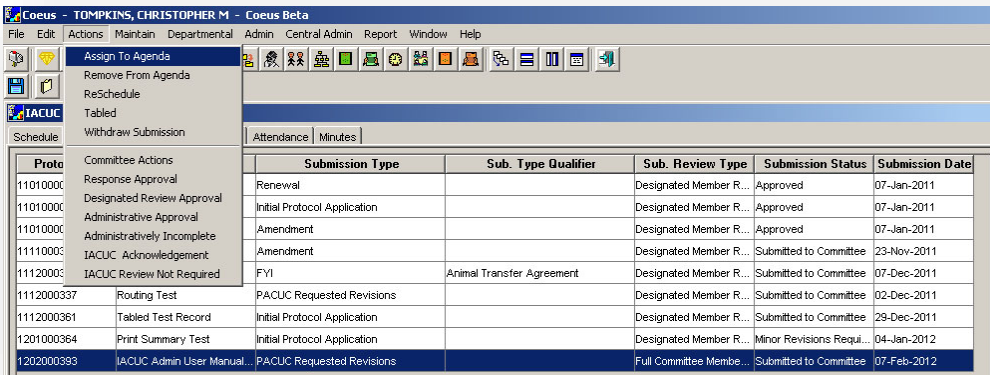 Coeus - TOMPKINS, CHRISTOPHER M - Coeus Beta
File Edit Actions Maintain Departmental Admin Central Admin Report Window Help
Assign To Agenda
Remove From Agenda
ReSchedule
Tabled
Withdraw Submission
Committee Actions
Response Approval
Designated Review Approval
Administrative Approval
Administratively Incomplete
IACUC Acknowledgement
IACUC Review Not Required
IACUC
Schedule Attendance Minutes
Proto Submission Type Sub. Type Qualifier Sub. Review Type Submission Status Submission Date
1101000 Renewal Designated Member R... Approved 07-Jan-2011
1101000 Initial Protocol Application Designated Member R... Approved 07-Jan-2011
1101000 Amendment Designated Member R... Approved 07-Jan-2011
11110003 Amendment Designated Member R... Submitted to Committee 23-Nov-2011
11120003 FYI Animal Transfer Agreement Designated Member R... Submitted to Committee 07-Dec-2011
1112000337 Routing Test PACUC Requested Revisions Designated Member R... Submitted to Committee 02-Dec-2011
1112000361 Tabled Test Record Initial Protocol Application Designated Member R... Submitted to Committee 29-Dec-2011
1201000364 Print Summary Test Initial Protocol Application Designated Member R... Minor Revisions Requi... 04-Jan-2012
1202000393 IACUC Admin User Manual... PACUC Requested Revisions Full Committee Membe... Submitted to Committee 07-Feb-2012